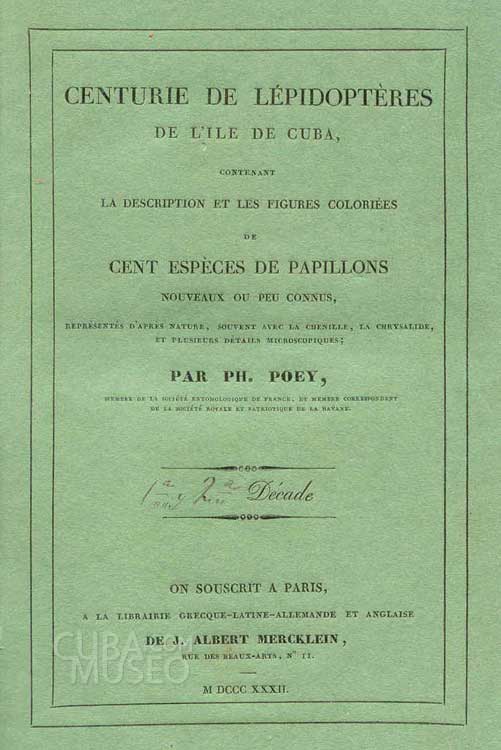 CENTURIE DE LÉPIDOPTÈRES
DE L'ILE DE CUBA,
CONTENANT
LA DESCRIPTION ET LES FIGURES COLORIÉES
DE
CENT ESPÈCES DE PAPILLONS
NOUVEAUX OU PEU CONNUS,
REPRÉSENTÉS D'APRÈS NATURE, SOUVENT AVEC LA CHENILLE, LA CHRYSALIDE,
ET PLUSIEURS DÉTAILS MICROSCOPIQUES;
PAR PH. POEY,
MEMBRE DE LA SOCIÉTÉ ENTOMOLOGIQUE DE FRANCE, ET MEMBRE CORRESPONDENT
DE LA SOCIÉTÉ ROYALE ET PATRIOTIQUE DE LA HAVANE.
1a y 2a Décade
ON SOUSCRIT A PARIS,
A LA LIBRAIRIE GRECQUE-LATINE-ALLEMANDE ET ANGLAISE
DE J. ALBERT MERCKLEIN,
RUE DES BEAUX-ARTS, N° 11.
M DCCC XXXII.
CUBA
MUSEO